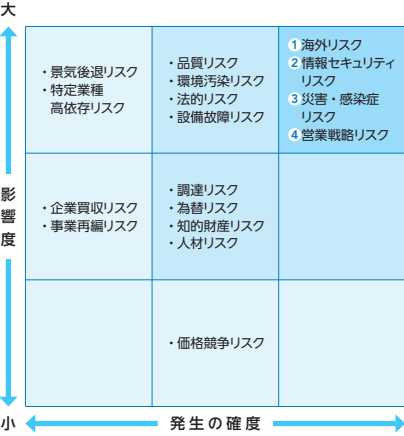 大
・景気後退リスク
・特定業種
高依存リスク
・品質リスク
・環境汚染リスク
・法的リスク
・設備故障リスク
1 海外リスク
2 情報セキュリティ
リスク
3 災害・感染症
リスク
4 営業戦略リスク
影響度
・企業買収リスク
・事業再編リスク
・調達リスク
・為替リスク
・知的財産リスク
・人材リスク
・価格競争リスク
小
発生の確度